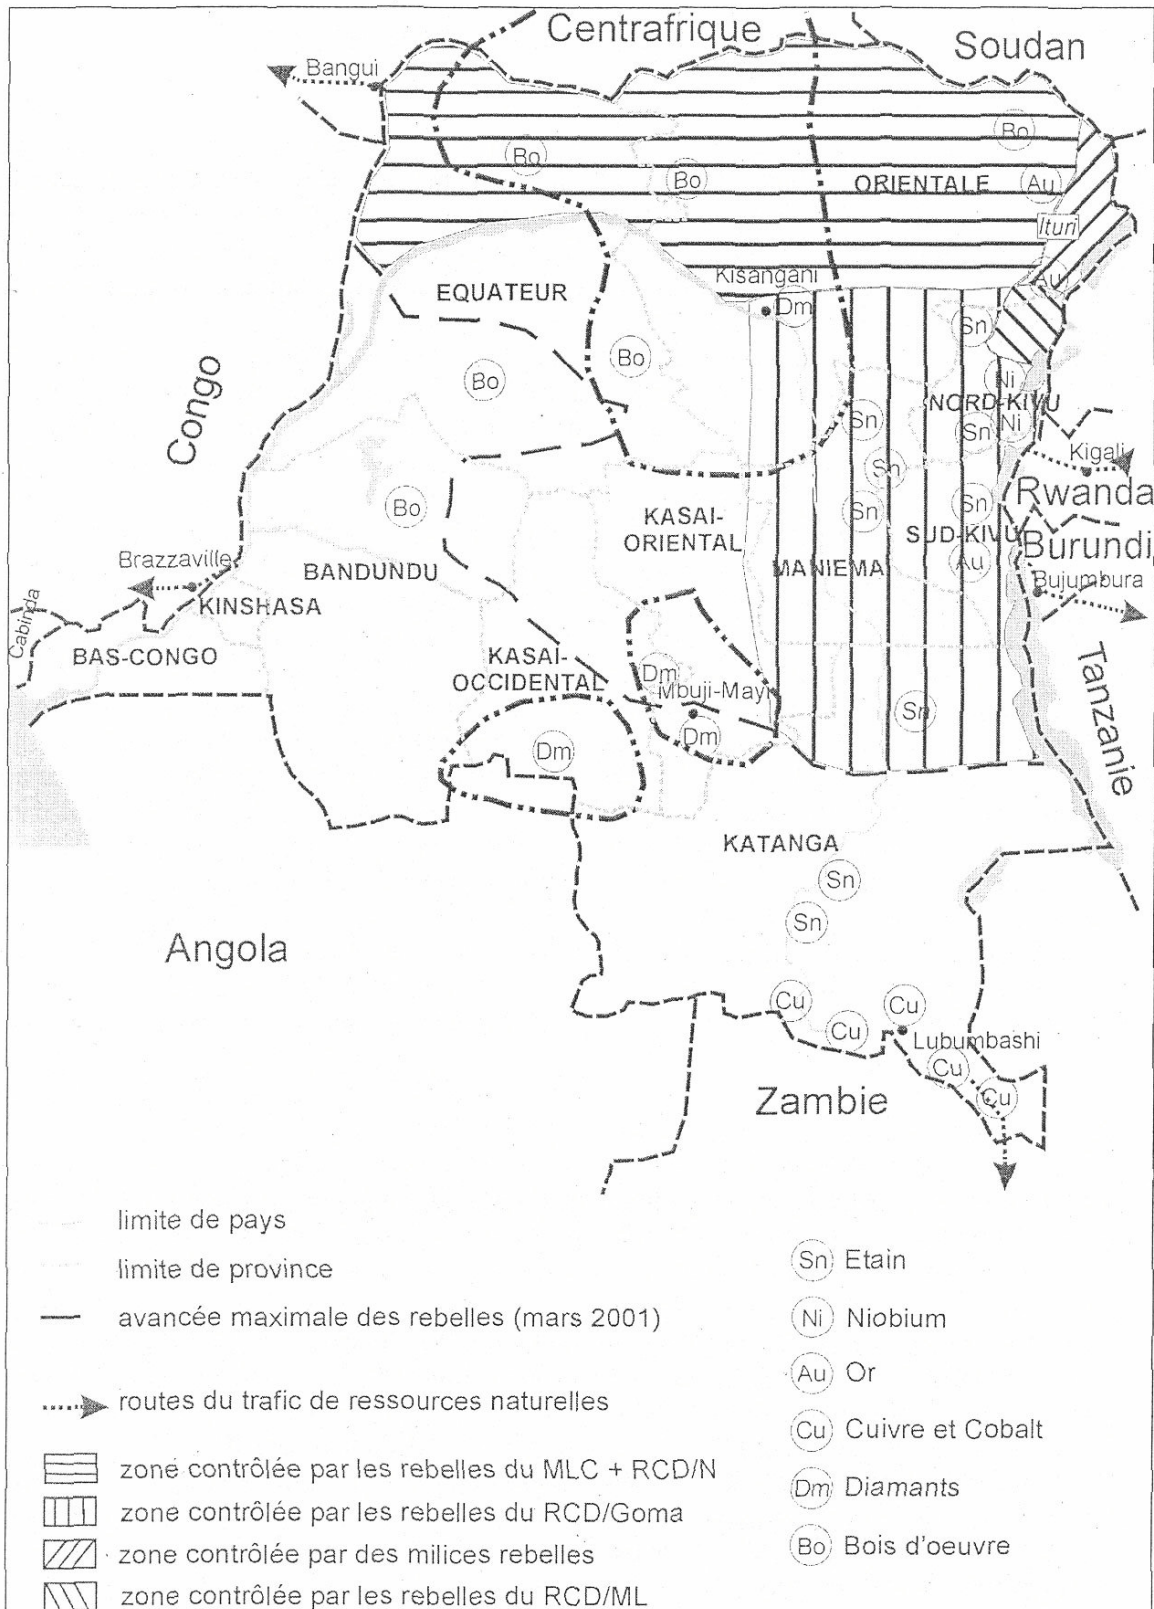 Centrafrique
Soudan
Bangui
Bo
Bo
Bo
ORIENTALE
Au
Ituri
Kisangani
Au
EQUATEUR
Dm
Sn
Bo
Bo
Ni
NORD-KIVU
Congo
Sn
Sn
Ni
Kigali
Sn
Rwanda
Bo
KASAI-
ORIENTAL
Sn
Sn
SUD-KIVU
Burundi
Brazzaville
BANDUNDU
MANIEMA
Au
Bujumbura
KINSHASA
Cabinda
BAS-CONGO
KASAI-
OCCIDENTAL
Dm
Mbuji-Mayi
Tanzanie
Dm
Dm
Sn
KATANGA
Sn
Sn
Angola
Cu
Cu
Cu
Lubumbashi
Cu
Cu
Zambie
limite de pays
limite de province
avancée maximale des rebelles (mars 2001)
routes du trafic de ressources naturelles
zone contrôlée par les rebelles du MLC + RCD/N
zone contrôlée par les rebelles du RCD/Goma
zone contrôlée par des milices rebelles
zone contrôlée par les rebelles du RCD/ML
Sn Etain
Ni Niobium
Au Or
Cu Cuivre et Cobalt
Dm Diamants
Bo Bois d'oeuvre